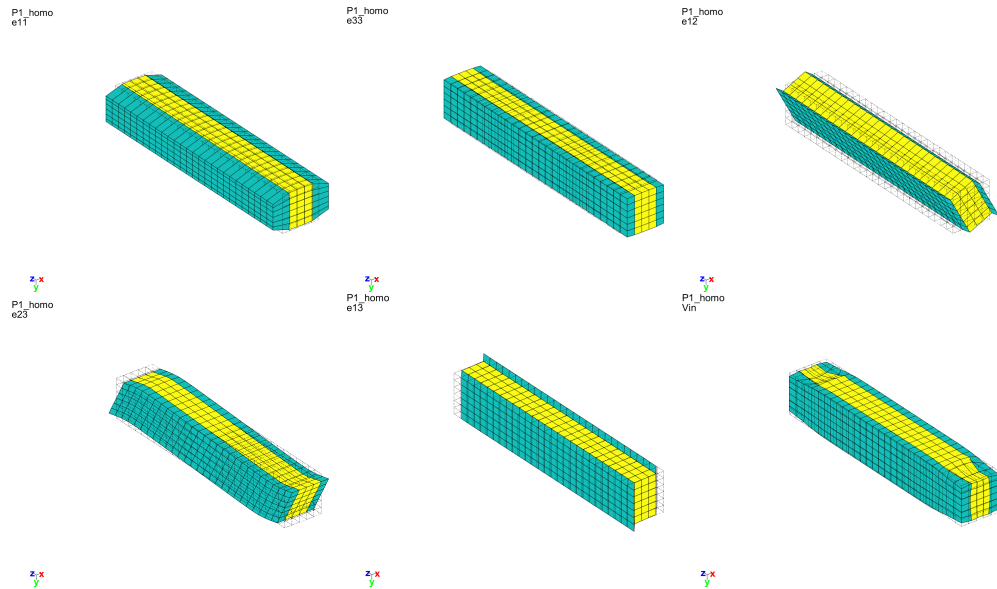 P1_homo
e11
P1_homo
e33
P1_homo
e12
z x
y
z x
y
z x
y
P1_homo
e23
P1_homo
e13
P1_homo
Vin
z x
y
z x
y
z x
y